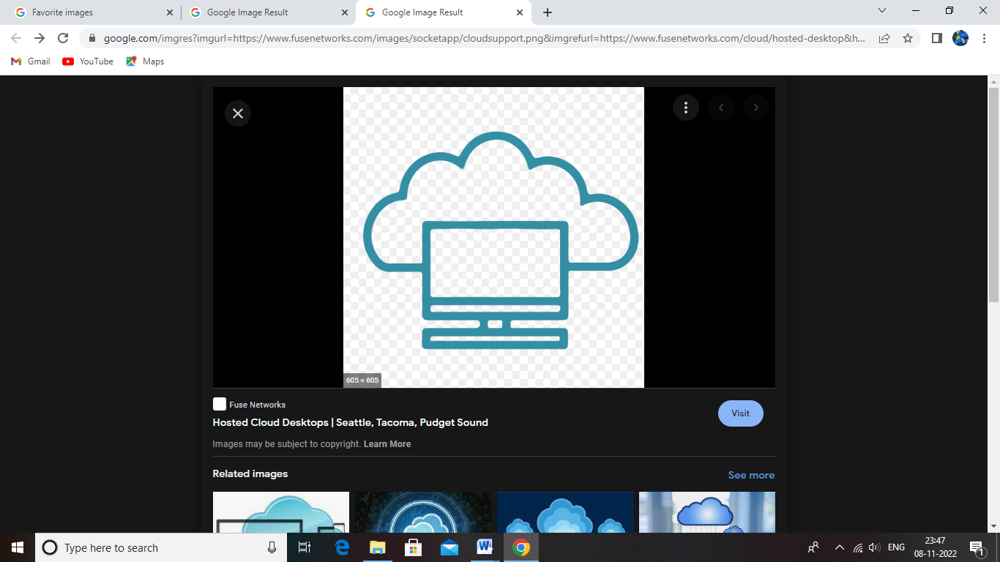 Favorite images
Google Image Result
Google Image Result
google.com/imgres?imgurl=https://www.fusenetworks.com/images/socketapp/cloudsupport.png&imgrefurl=https://www.fusenetworks.com/cloud/hosted-desktop&h...
Gmail
YouTube
Maps
605 × 605
Fuse Networks
Visit
Hosted Cloud Desktops | Seattle, Tacoma, Pudget Sound
Images may be subject to copyright. Learn More
Related images
See more
Type here to search
ENG
23:47
08-11-2022
1